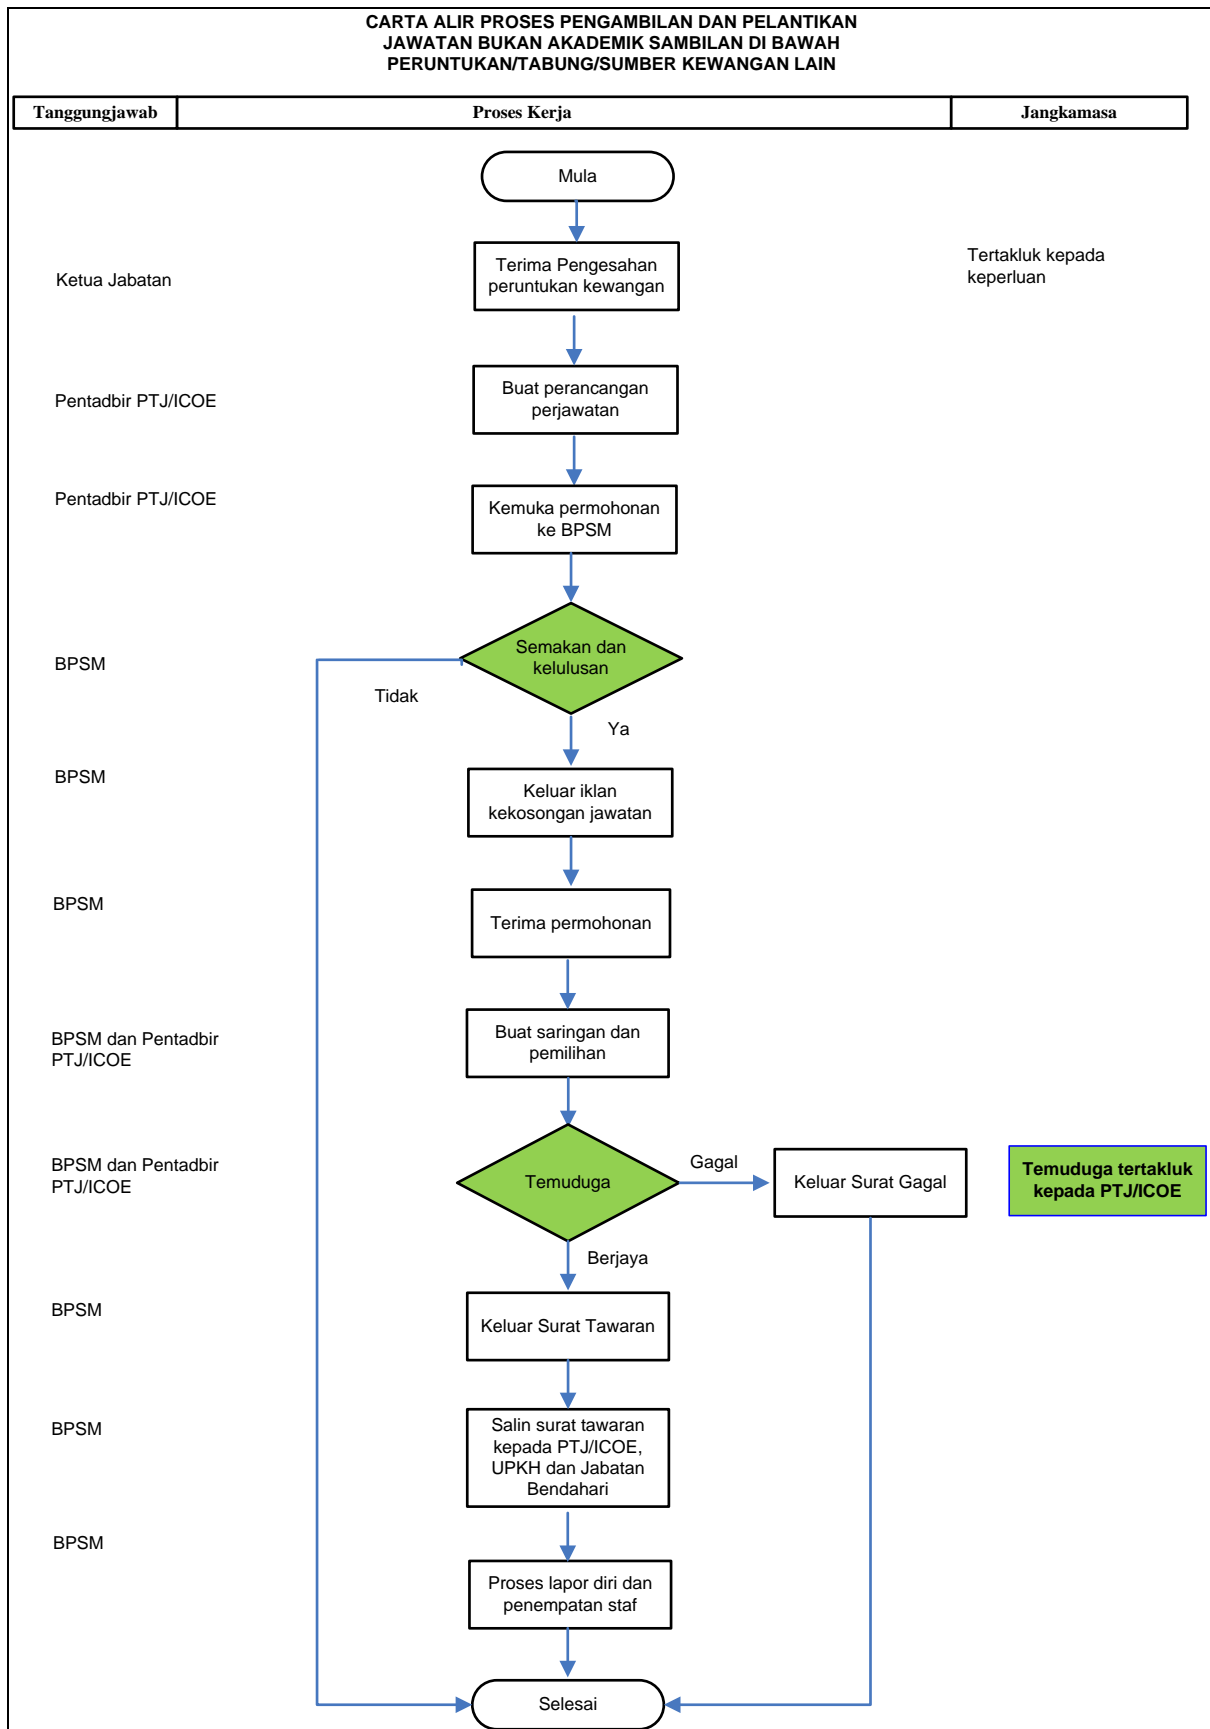 CARTA ALIR PROSES PENGAMBILAN DAN PELANTIKAN
JAWATAN BUKAN AKADEMIK SAMBILAN DI BAWAH
PERUNTUKAN/TABUNG/SUMBER KEWANGAN LAIN
Tanggungjawab
Proses Kerja
Jangkamasa
Mula
Ketua Jabatan
Terima Pengesahan
peruntukan kewangan
Tertakluk kepada
keperluan
Pentadbir PTJ/ICOE
Buat perancangan
perjawatan
Pentadbir PTJ/ICOE
Kemuka permohonan
ke BPSM
BPSM
Semakan dan
kelulusan
Tidak
Ya
BPSM
Keluar iklan
kekosongan jawatan
BPSM
Terima permohonan
BPSM dan Pentadbir
PTJ/ICOE
Buat saringan dan
pemilihan
BPSM dan Pentadbir
PTJ/ICOE
Temuduga
Gagal
Keluar Surat Gagal
Temuduga tertakluk
kepada PTJ/ICOE
Berjaya
BPSM
Keluar Surat Tawaran
BPSM
Salin surat tawaran
kepada PTJ/ICOE,
UPKH dan Jabatan
Bendahari
BPSM
Proses lapor diri dan
penempatan staf
Selesai